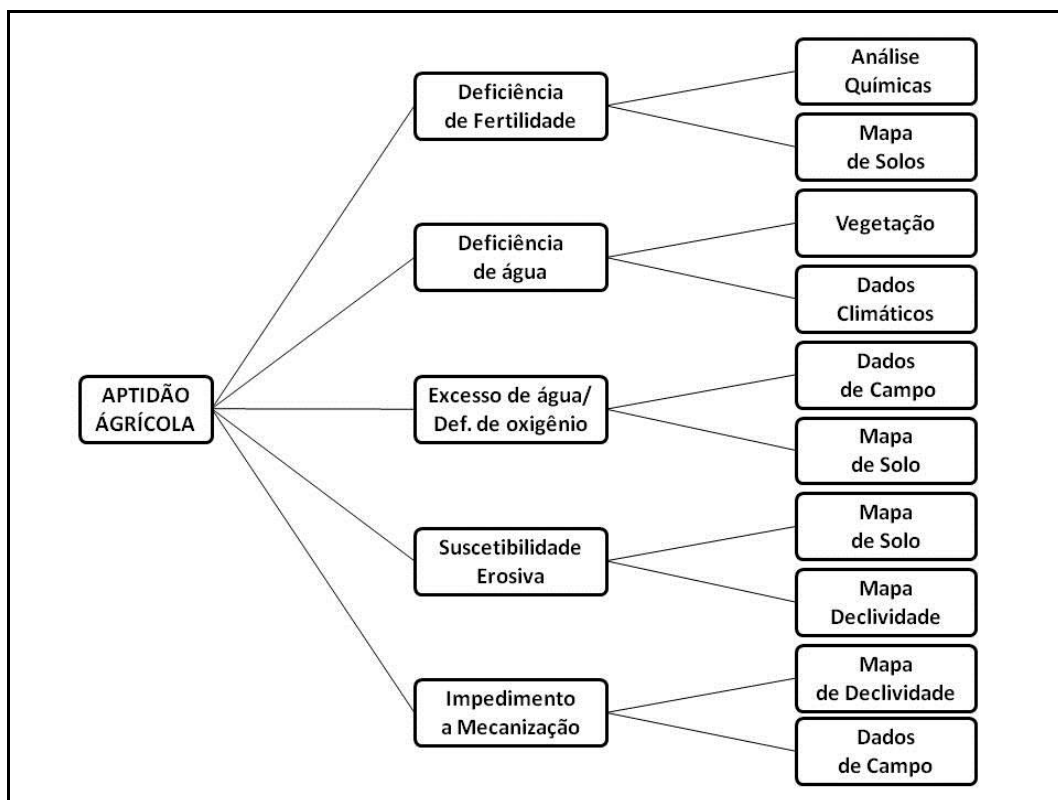 APTIDÃO
ÁGRÍCOLA
Deficiência
de Fertilidade
Análise
Químicas
Mapa
de Solos
Deficiência
de água
Vegetação
Dados
Climáticos
Excesso de água/
Def. de oxigênio
Dados
de Campo
Mapa
de Solo
Suscetibilidade
Erosiva
Mapa
de Solo
Mapa
Declividade
Impedimento
a Mecanização
Mapa
de Declividade
Dados
de Campo